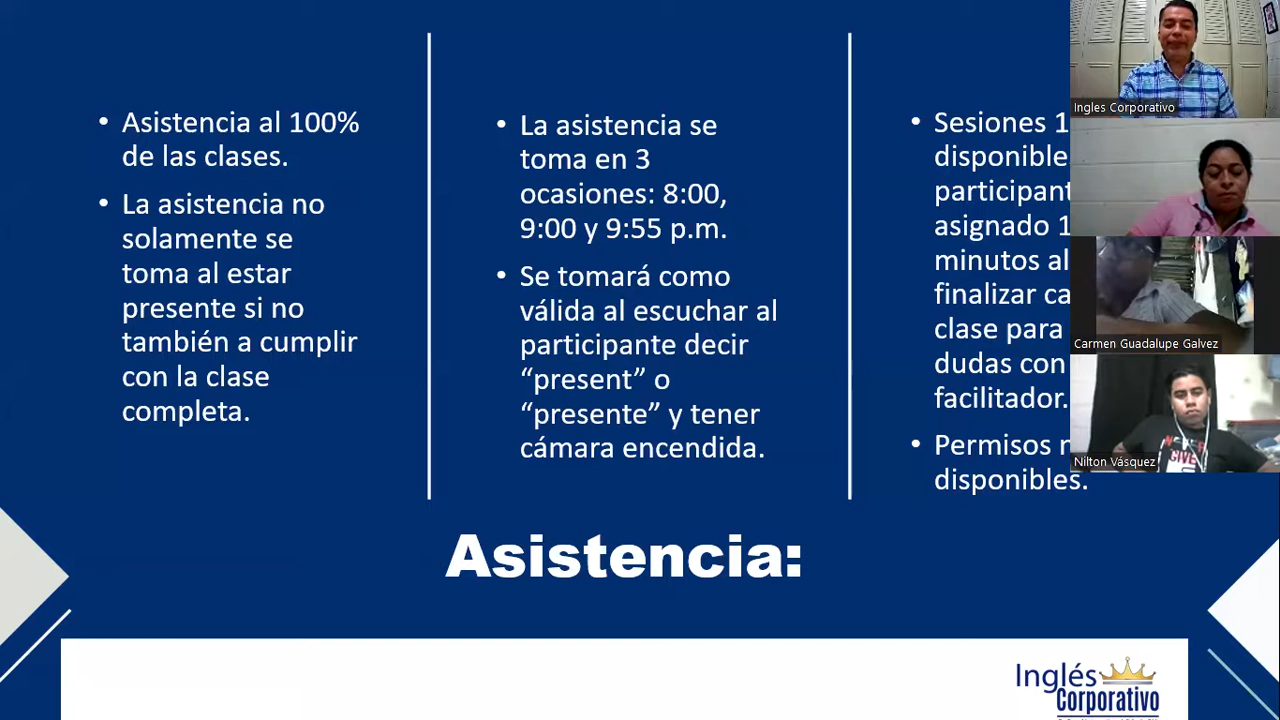 • Asistencia al 100%
de las clases.
• La asistencia no
solamente se
toma al estar
presente si no
también a cumplir
con la clase
completa.
• La asistencia se
toma en 3
ocasiones: 8:00,
9:00 y 9:55 p.m.
• Se tomará como
válida al escuchar al
participante decir
“present” o
“presente” y tener
cámara encendida.
• Sesiones 1
disponible
participant
asignado 1
minutos al
finalizar ca
clase para
dudas con
facilitador.
• Permisos n
disponibles.
Asistencia:
Ingles Corporativo
Carmen Guadalupe Galvez
Nilton Vásquez
NEVER
GIVE
Inglés
Corporativo